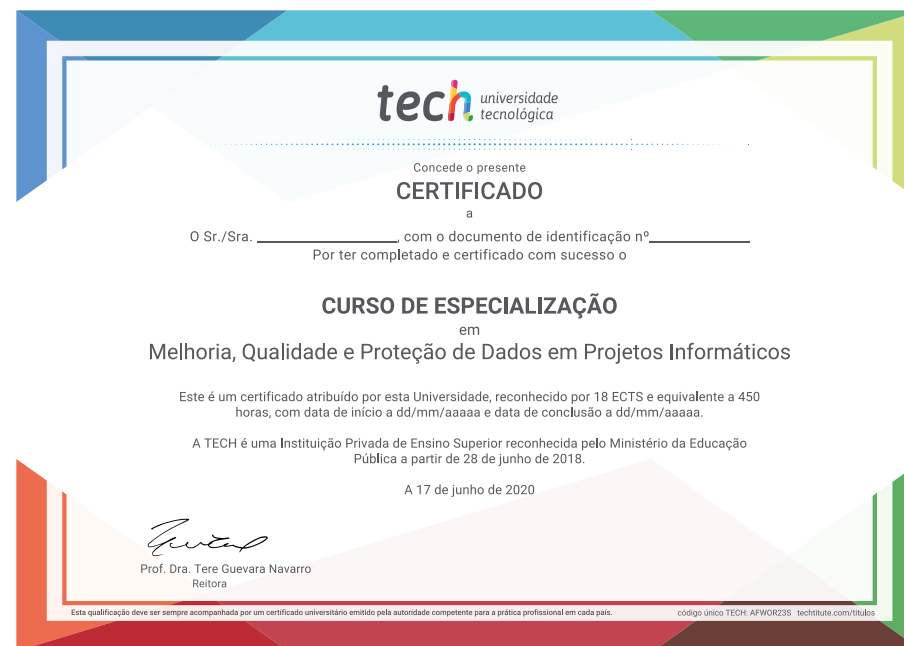 tech universidade
tecnológica
Concede o presente
CERTIFICADO
a
O Sr./Sra. ____________________, com o documento de identificação nº______________
Por ter completado e certificado com sucesso o
CURSO DE ESPECIALIZAÇÃO
em
Melhoria, Qualidade e Proteção de Dados em Projetos Informáticos
Este é um certificado atribuído por esta Universidade, reconhecido por 18 ECTS e equivalente a 450
horas, com data de início a dd/mm/aaaaa e data de conclusão a dd/mm/aaaaa.
A TECH é uma Instituição Privada de Ensino Superior reconhecida pelo Ministério da Educação
Pública a partir de 28 de junho de 2018.
A 17 de junho de 2020
Prof. Dra. Tere Guevara Navarro
Reitora
Esta qualificação deve ser sempre acompanhada por um certificado universitário emitido pela autoridade competente para a prática profissional em cada país. código único TECH: AFWOR23S techtitute.com/titulos